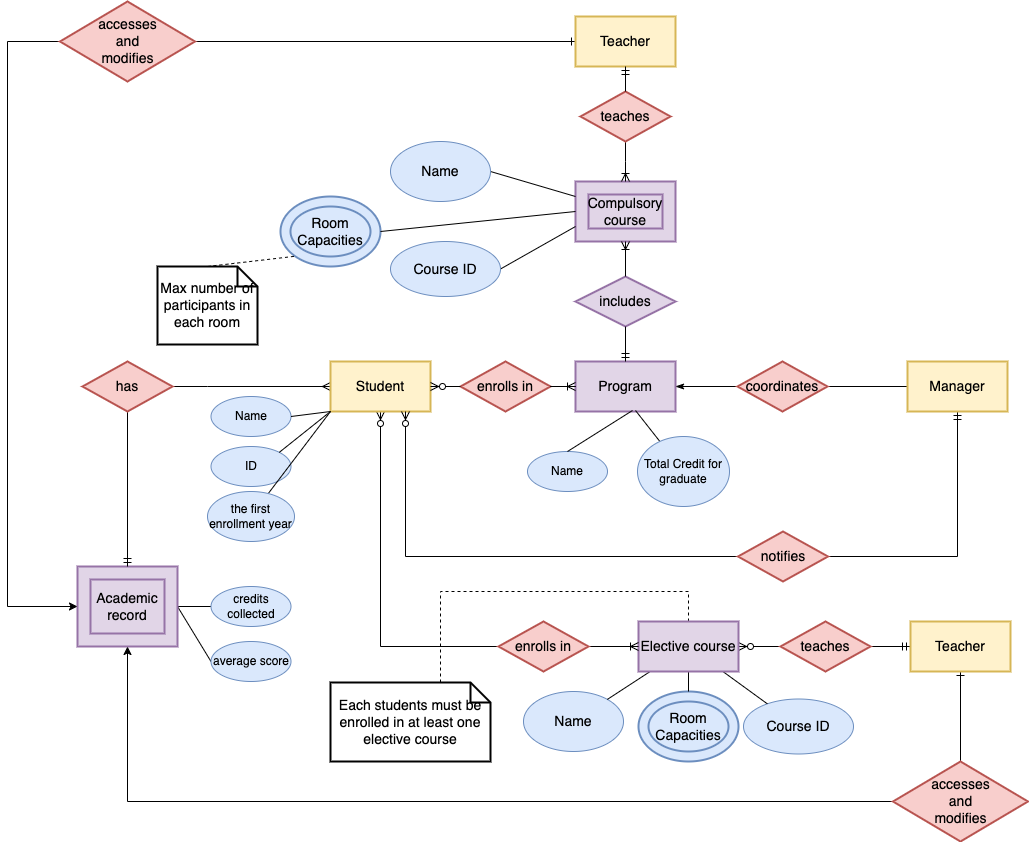 accesses
and
modifies
Teacher
teaches
Name
Compulsory
course
Room
Capacities
Course ID
Max number of
participants in
each room
includes
has
Student
enrolls in
Program
coordinates
Manager
Name
ID
the first
enrollment year
Name
Total Credit for
graduate
notifies
Academic
record
credits
collected
average score
enrolls in
Elective course
teaches
Teacher
Each students must be
enrolled in at least one
elective course
Name
Room
Capacities
Course ID
accesses
and
modifies